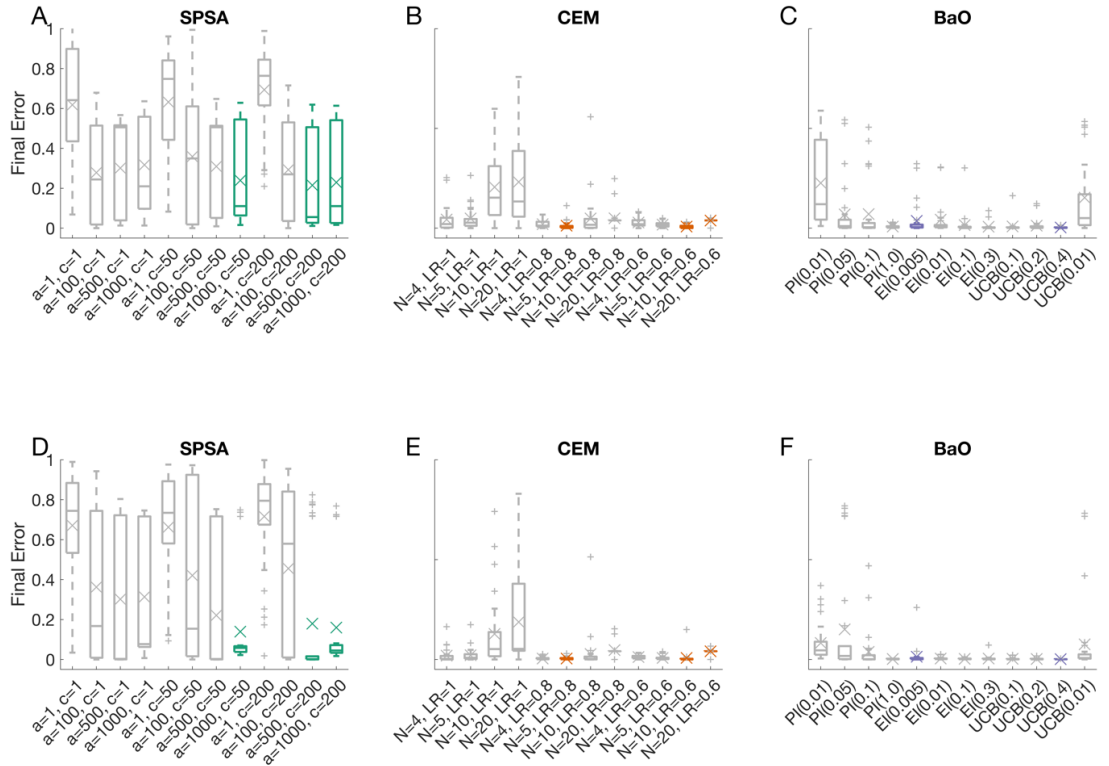 A
SPSA
B
CEM
C
BaO
Final Error
1
0.8
0.6
0.4
0.2
0
a=1, c=1
a=100, c=1
a=500, c=1
a=1000, c=1
a=1, c=50
a=100, c=50
a=500, c=50
a=1000, c=50
a=1, c=200
a=100, c=200
a=500, c=200
a=1000, c=200
N=4, LR=1
N=5, LR=1
N=10, LR=1
N=20, LR=1
N=4, LR=0.8
N=5, LR=0.8
N=10, LR=0.8
N=20, LR=0.8
N=4, LR=0.6
N=5, LR=0.6
N=10, LR=0.6
N=20, LR=0.6
PI(0.01)
PI(0.05)
PI(0.1)
PI(1.0)
EI(0.005)
EI(0.01)
EI(0.1)
EI(0.3)
UCB(0.1)
UCB(0.2)
UCB(0.4)
UCB(0.01)
D
SPSA
E
CEM
F
BaO
Final Error
1
0.8
0.6
0.4
0.2
0
a=1, c=1
a=100, c=1
a=500, c=1
a=1000, c=1
a=1, c=50
a=100, c=50
a=500, c=50
a=1000, c=50
a=1, c=200
a=100, c=200
a=500, c=200
a=1000, c=200
N=4, LR=1
N=5, LR=1
N=10, LR=1
N=20, LR=1
N=4, LR=0.8
N=5, LR=0.8
N=10, LR=0.8
N=20, LR=0.8
N=4, LR=0.6
N=5, LR=0.6
N=10, LR=0.6
N=20, LR=0.6
PI(0.01)
PI(0.05)
PI(0.1)
PI(1.0)
EI(0.005)
EI(0.01)
EI(0.1)
EI(0.3)
UCB(0.1)
UCB(0.2)
UCB(0.4)
UCB(0.01)